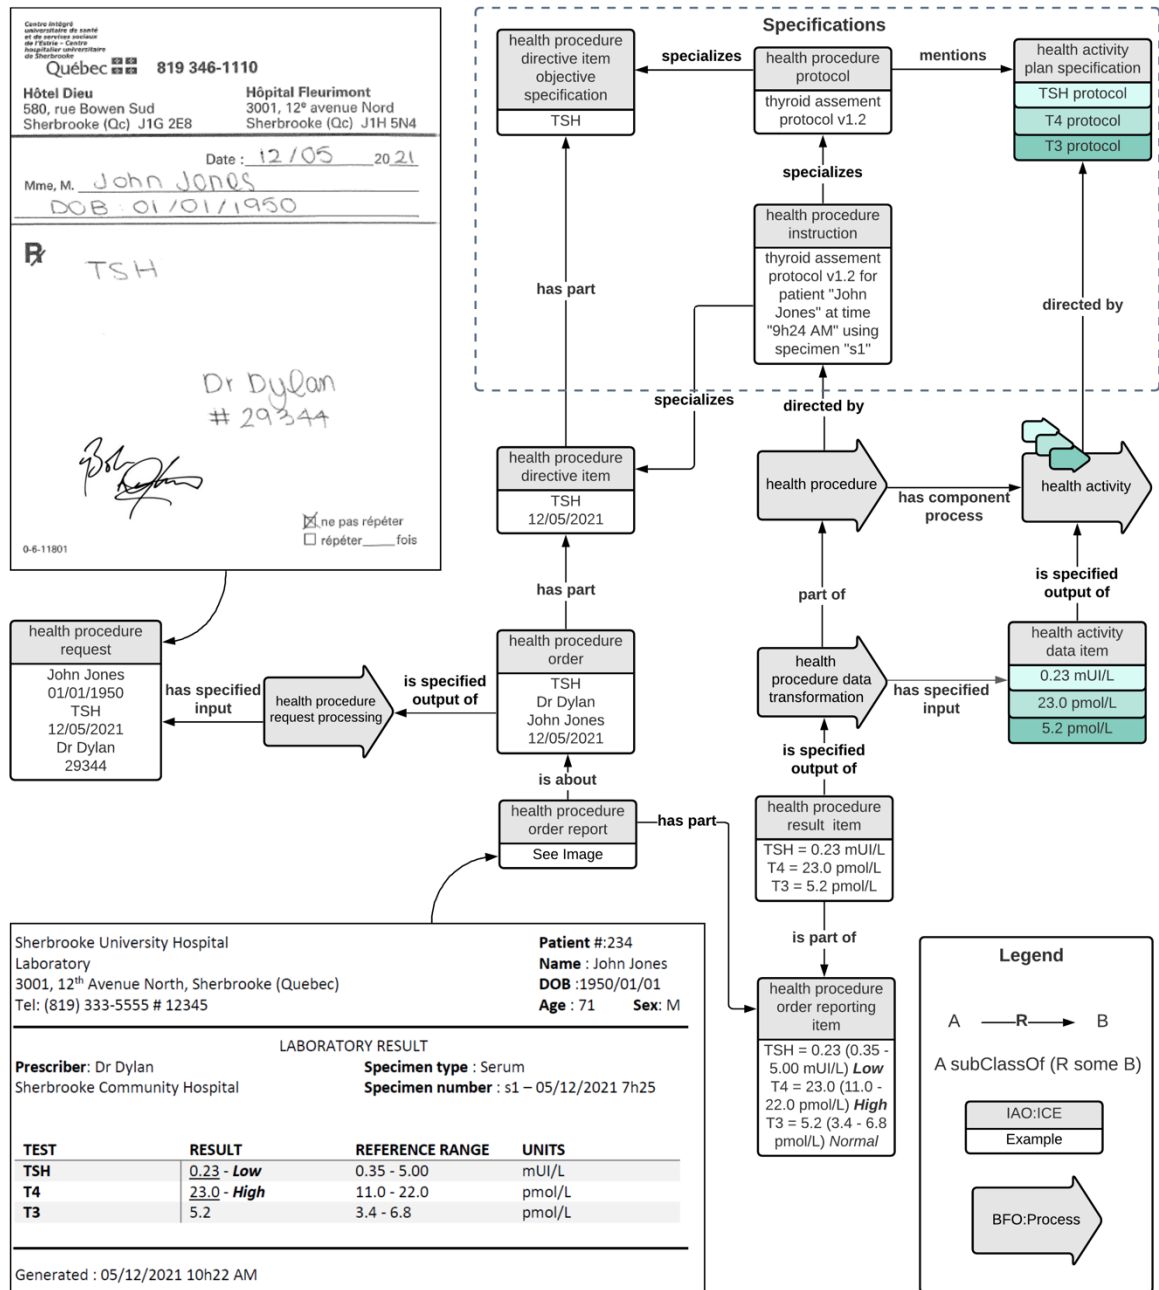 Centre intégré
universitaire de santé
et de services sociaux
de l'Estrie – Centre
hospitalier universitaire
de Sherbrooke
Québec 819 346-1110
Hôtel Dieu
580, rue Bowen Sud
Sherbrooke (Qc) J1G 2E8
Hôpital Fleurimont
3001, 12e avenue Nord
Sherbrooke (Qc) J1H 5N4
Date : 12/05 2021
Mme, M. John Jones
DOB : 01/01/1950
TSH
Dr Dylan
# 29344
ne pas répéter
répéter____fois
0-6-11801
Specifications
health procedure
directive item
objective
specification
TSH
specializes
health procedure
protocol
thyroid assement
protocol v1.2
mentions
health activity
plan specification
TSH protocol
T4 protocol
T3 protocol
specializes
health procedure
instruction
thyroid assement
protocol v1.2 for
patient "John
Jones" at time
"9h24 AM" using
specimen "s1"
has part
directed by
specializes
directed by
health procedure
directive item
TSH
12/05/2021
health procedure
has component
process
health activity
has part
part of
is specified
output of
health procedure
request
John Jones
01/01/1950
TSH
12/05/2021
Dr Dylan
29344
has specified
input
health procedure
request processing
is specified
output of
health procedure
order
TSH
Dr Dylan
John Jones
12/05/2021
health
procedure data
transformation
has specified
input
health activity
data item
0.23 mUI/L
23.0 pmol/L
5.2 pmol/L
is about
is specified
output of
health procedure
order report
See Image
has part
health procedure
result item
TSH = 0.23 mUI/L
T4 = 23.0 pmol/L
T3 = 5.2 pmol/L
is part of
health procedure
order reporting
item
TSH = 0.23 (0.35 -
5.00 mUI/L) Low
T4 = 23.0 (11.0 -
22.0 pmol/L) High
T3 = 5.2 (3.4 - 6.8
pmol/L) Normal
Sherbrooke University Hospital
Laboratory
3001, 12th Avenue North, Sherbrooke (Quebec)
Tel: (819) 333-5555 # 12345
Patient #:234
Name : John Jones
DOB :1950/01/01
Age : 71 Sex: M
LABORATORY RESULT
Prescriber: Dr Dylan
Sherbrooke Community Hospital
Specimen type : Serum
Specimen number : s1 – 05/12/2021 7h25
TEST RESULT REFERENCE RANGE UNITS
TSH 0.23 - Low 0.35 - 5.00 mUI/L
T4 23.0 - High 11.0 - 22.0 pmol/L
T3 5.2 3.4 - 6.8 pmol/L
Generated : 05/12/2021 10h22 AM
Legend
A R B
A subClassOf (R some B)
IAO:ICE
Example
BFO:Process